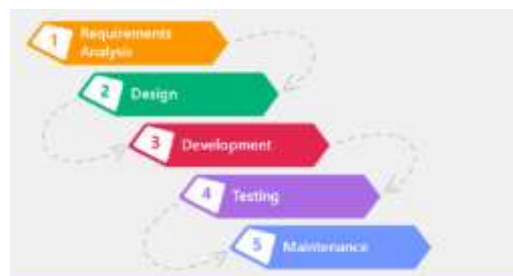 1
Requirements
Analysis
2
Design
3
Development
4
Testing
5
Maintenance